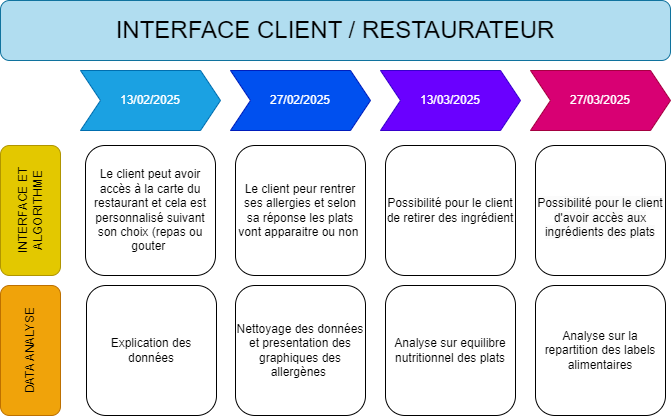 INTERFACE CLIENT / RESTAURATEUR
13/02/2025
27/02/2025
13/03/2025
27/03/2025
INTERFACE ET
ALGORITHME
Le client peut avoir
accès à la carte du
restaurant et cela est
personnalisé suivant
son choix (repas ou
gouter
Le client peur rentrer
ses allergies et selon
sa réponse les plats
vont apparaitre ou non
Possibilité pour le client
de retirer des ingrédient
Possibilité pour le client
d'avoir accès aux
ingrédients des plats
DATA ANALYSE
Explication des
données
Nettoyage des données
et presentation des
graphiques des
allergènes
Analyse sur equilibre
nutritionnel des plats
Analyse sur la
repartition des labels
alimentaires